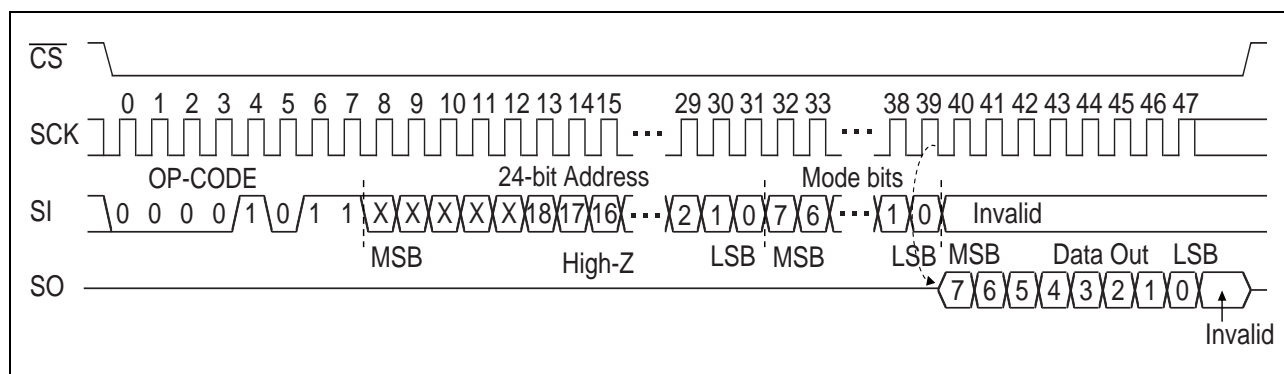 CS
0 1 2 3 4 5 6 7 8 9 10 11 12 13 14 15 29 30 31 32 33 38 39 40 41 42 43 44 45 46 47
SCK
OP-CODE 24-bit Address Mode bits
SI 0 0 0 0 1 0 1 1 X X X X X 18 17 16 2 1 0 7 6 1 0 Invalid
MSB High-Z LSB MSB LSB MSB Data Out LSB
SO 7 6 5 4 3 2 1 0
Invalid